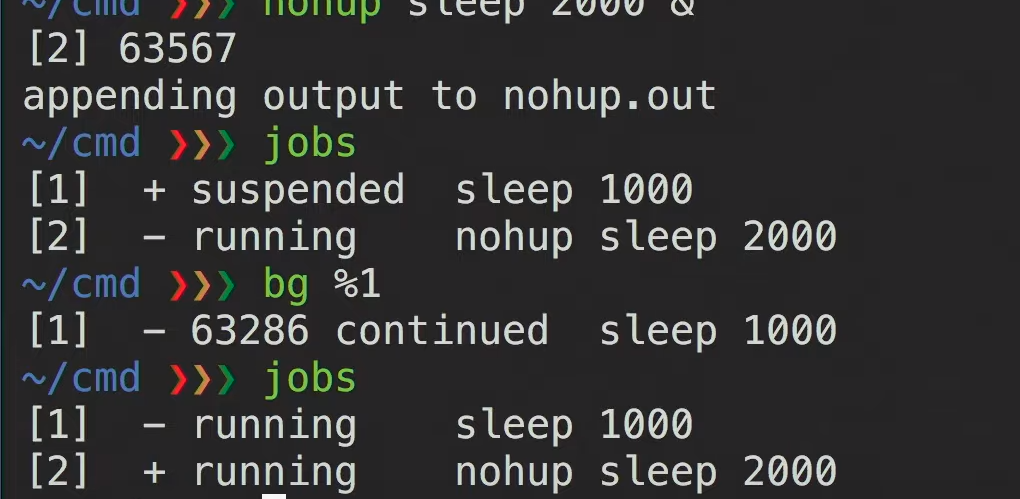 ~/cmd ❯❯❯ nohup sleep 2000 &
[2] 63567
appending output to nohup.out
~/cmd ❯❯❯ jobs
[1]  + suspended  sleep 1000
[2]  - running    nohup sleep 2000
~/cmd ❯❯❯ bg %1
[1]  - 63286 continued  sleep 1000
~/cmd ❯❯❯ jobs
[1]  - running    sleep 1000
[2]  + running    nohup sleep 2000